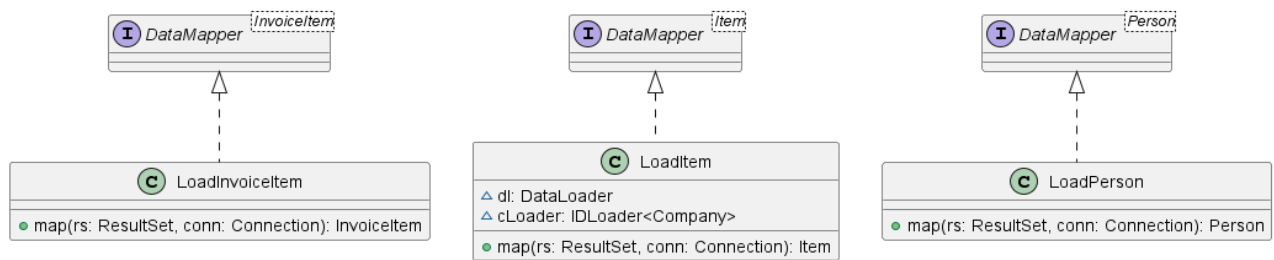 InvoiceItem
I DataMapper
C LoadInvoiceItem
map(rs: ResultSet, conn: Connection): InvoiceItem
Item
I DataMapper
C LoadItem
dl: DataLoader
cLoader: IDLoader<Company>
map(rs: ResultSet, conn: Connection): Item
Person
I DataMapper
C LoadPerson
map(rs: ResultSet, conn: Connection): Person